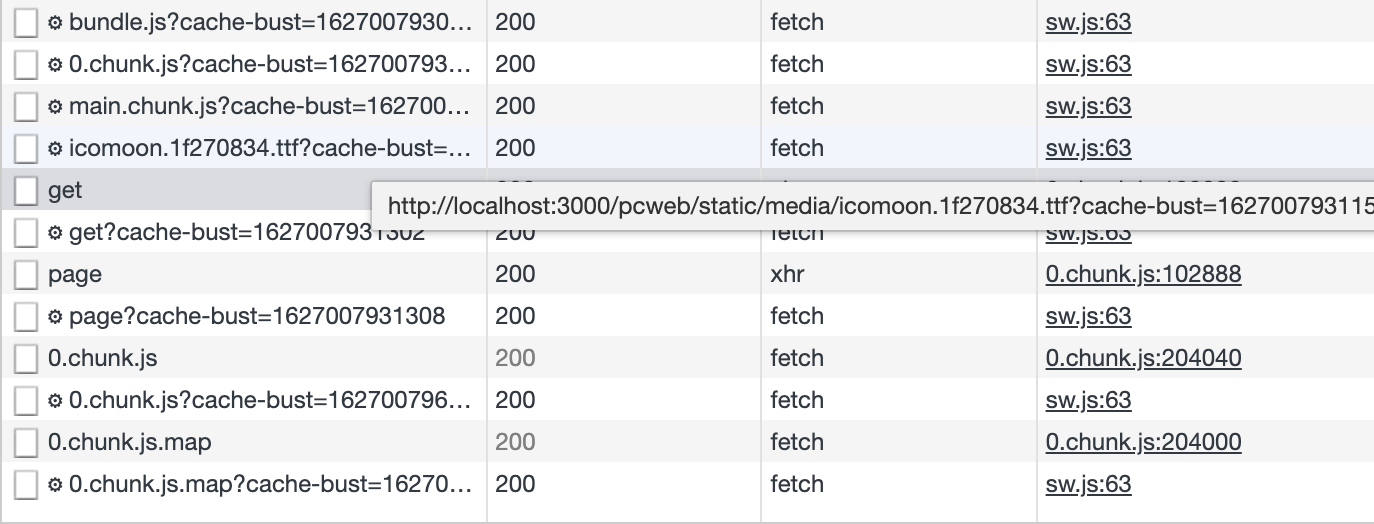 bundle.js?cache-bust=1627007930... 200 fetch sw.js:63
0.chunk.js?cache-bust=162700793... 200 fetch sw.js:63
main.chunk.js?cache-bust=162700... 200 fetch sw.js:63
icomoon.1f270834.ttf?cache-bust=... 200 fetch sw.js:63
get
http://localhost:3000/pcweb/static/media/icomoon.1f270834.ttf?cache-bust=162700793115
get?cache-bust=1627007931302 200 fetch sw.js:63
page 200 xhr 0.chunk.js:102888
page?cache-bust=1627007931308 200 fetch sw.js:63
0.chunk.js 200 fetch 0.chunk.js:204040
0.chunk.js?cache-bust=162700796... 200 fetch sw.js:63
0.chunk.js.map 200 fetch 0.chunk.js:204000
0.chunk.js.map?cache-bust=16270... 200 fetch sw.js:63